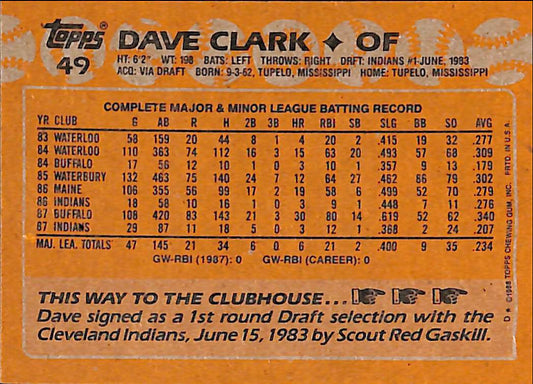 Topps® DAVE CLARK ✦ OF
49 HT: 6'2" WT: 198 BATS: LEFT THROWS: RIGHT DRFT: INDIANS #1-JUNE, 1983
ACQ: VIA DRAFT BORN: 9-3-62, TUPELO, MISSISSIPPI HOME: TUPELO, MISSISSIPPI
COMPLETE MAJOR & MINOR LEAGUE BATTING RECORD
YR CLUB G AB R H 2B 3B HR RBI SB SLG BB SO AVG
83 WATERLOO 58 159 20 44 8 1 4 20 2 .415 19 32 .277
84 WATERLOO 110 363 74 112 16 3 15 63 20 .493 57 68 .309
84 BUFFALO 17 56 12 10 1 0 3 10 1 .357 9 13 .179
85 WATERBURY 132 463 75 140 24 7 12 64 27 .462 86 79 .302
86 MAINE 106 355 56 99 17 2 19 58 6 .499 52 70 .279
86 INDIANS 18 58 10 16 1 0 3 9 1 .448 7 11 .276
87 BUFFALO 108 420 83 143 21 3 30 80 14 .619 52 62 .340
87 INDIANS 29 87 11 18 5 0 3 12 1 .368 2 24 .207
MAJ. LEA. TOTALS 47 145 21 34 6 0 6 21 2 .400 9 35 .234
GW-RBI (1987): 0 GW-RBI (CAREER): 0
THIS WAY TO THE CLUBHOUSE...
Dave signed as a 1st round Draft selection with the
Cleveland Indians, June 15, 1983 by Scout Red Gaskill.
D* ©1988 TOPPS CHEWING GUM, INC. PRTD. IN U.S.A.